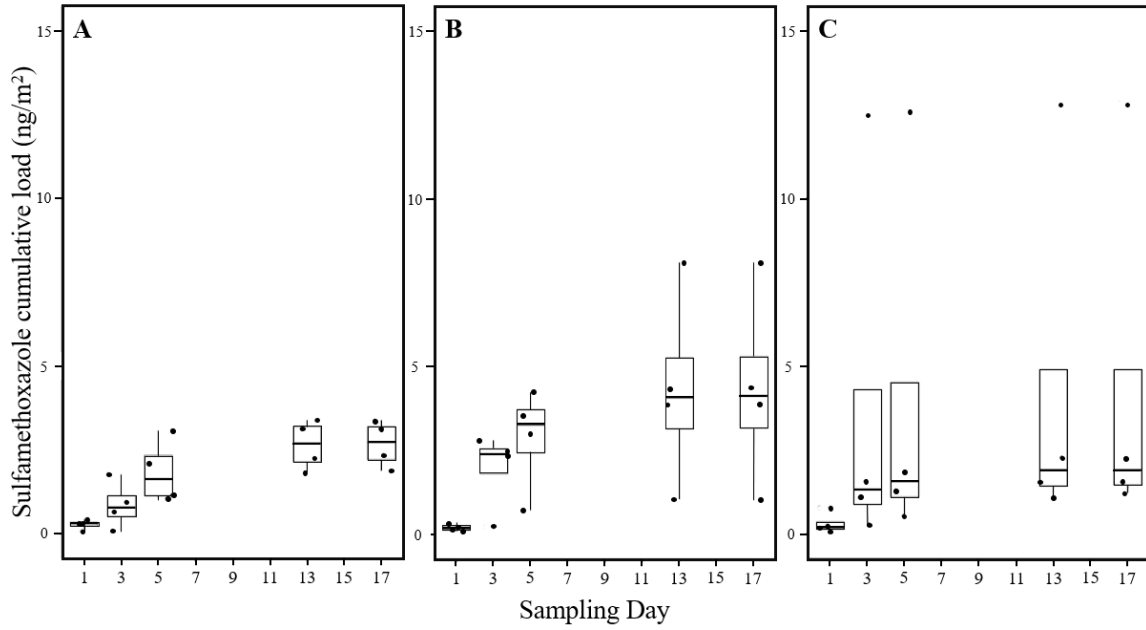 A B C
15 15 15
10 10 10
5 5 5
0 0 0
Sulfamethoxazole cumulative load (ng/m²)
1 3 5 7 9 11 13 15 17 1 3 5 7 9 11 13 15 17 1 3 5 7 9 11 13 15 17
Sampling Day